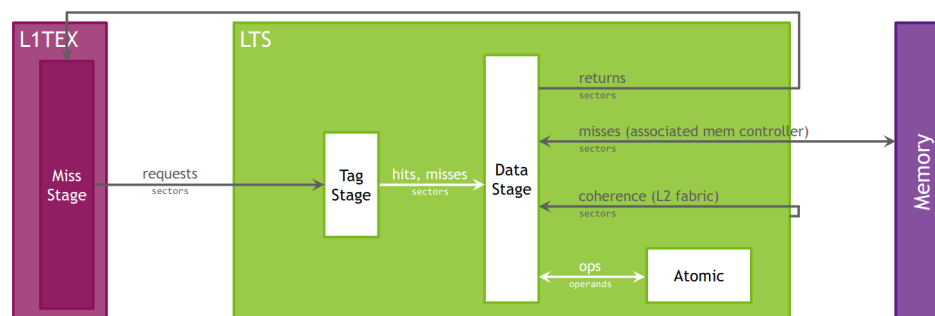 L1TEX
LTS
returns
sectors
misses (associated mem controller)
sectors
Miss
Stage
requests
sectors
Tag
Stage
hits, misses
sectors
Data
Stage
coherence (L2 fabric)
sectors
ops
operands
Atomic
Memory